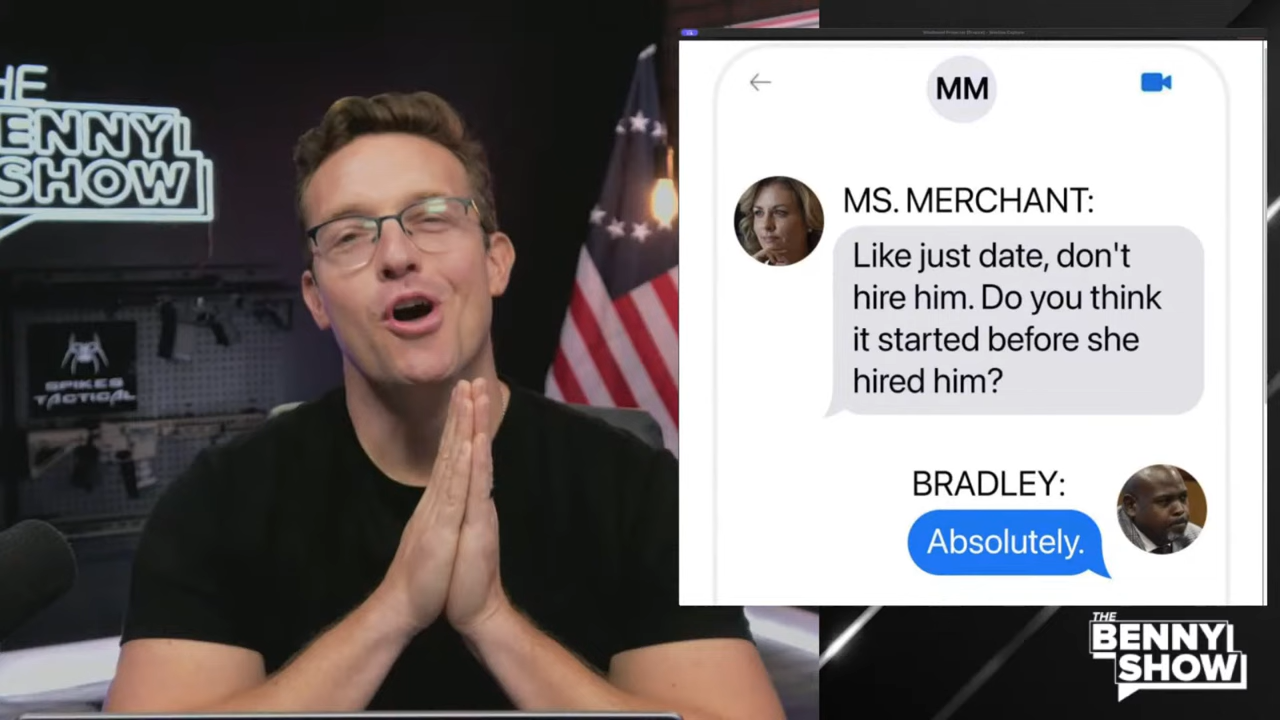 THE
BENNY
SHOW
SPIKES
TACTICAL
MM
MS. MERCHANT:
Like just date, don't
hire him. Do you think
it started before she
hired him?
BRADLEY:
Absolutely.
THE
BENNY
SHOW